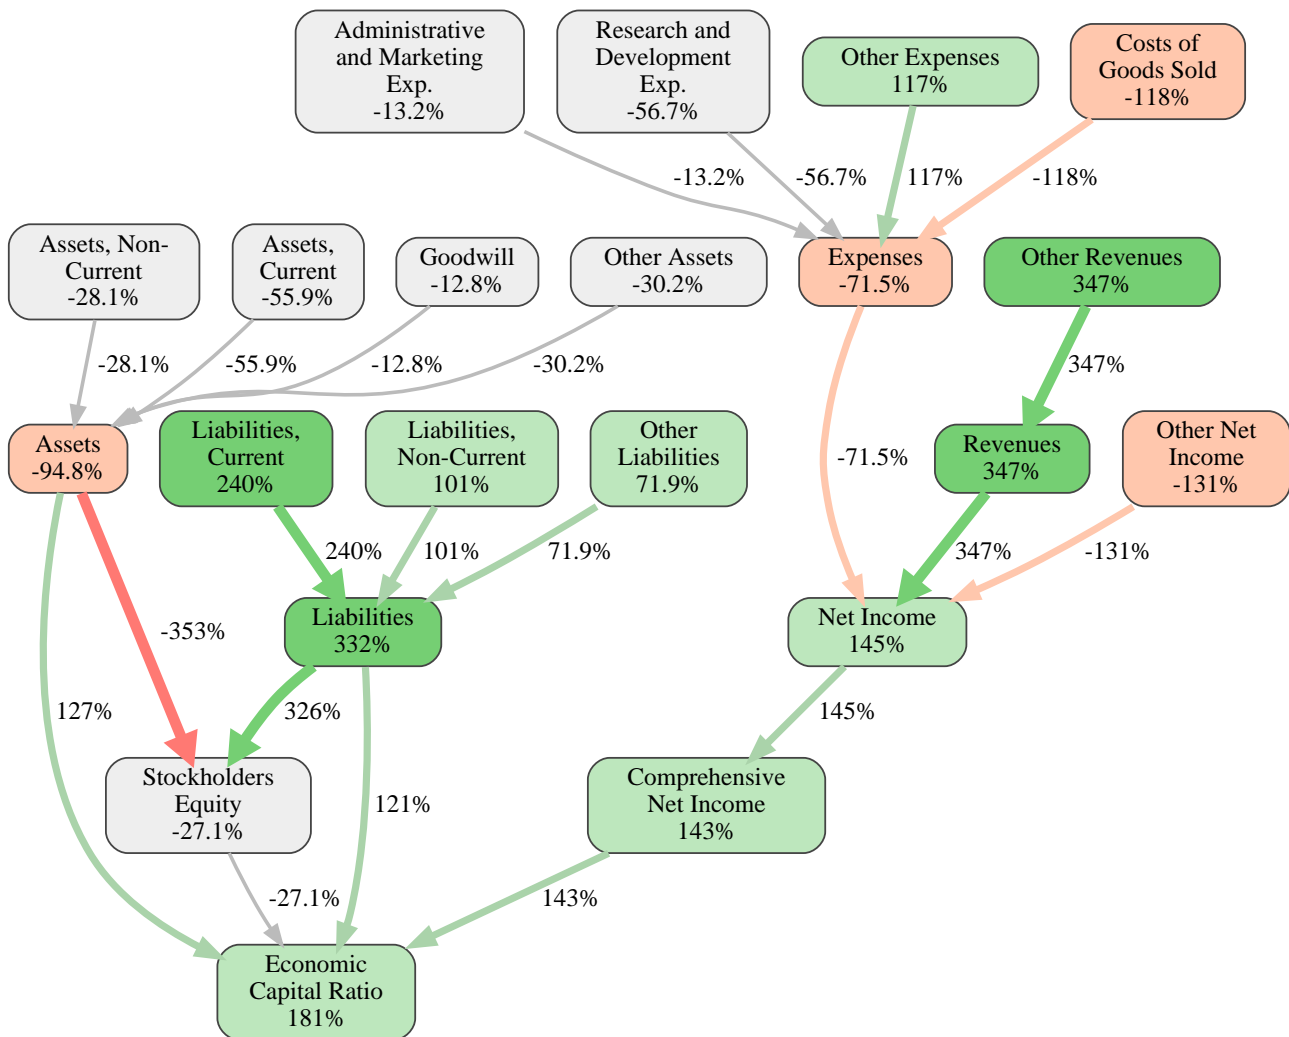 Administrative
and Marketing
Exp.
-13.2%
Research and
Development
Exp.
-56.7%
Other Expenses
117%
Costs of
Goods Sold
-118%
-13.2%
-56.7%
117%
-118%
Assets, Non-
Current
-28.1%
Assets,
Current
-55.9%
Goodwill
-12.8%
Other Assets
-30.2%
Expenses
-71.5%
Other Revenues
347%
-28.1%
-55.9%
-12.8%
-30.2%
347%
Assets
-94.8%
Liabilities,
Current
240%
Liabilities,
Non-Current
101%
Other
Liabilities
71.9%
-71.5%
Revenues
347%
Other Net
Income
-131%
240%
101%
71.9%
347%
-131%
-353%
Liabilities
332%
Net Income
145%
127%
326%
145%
Stockholders
Equity
-27.1%
121%
Comprehensive
Net Income
143%
-27.1%
143%
Economic
Capital Ratio
181%